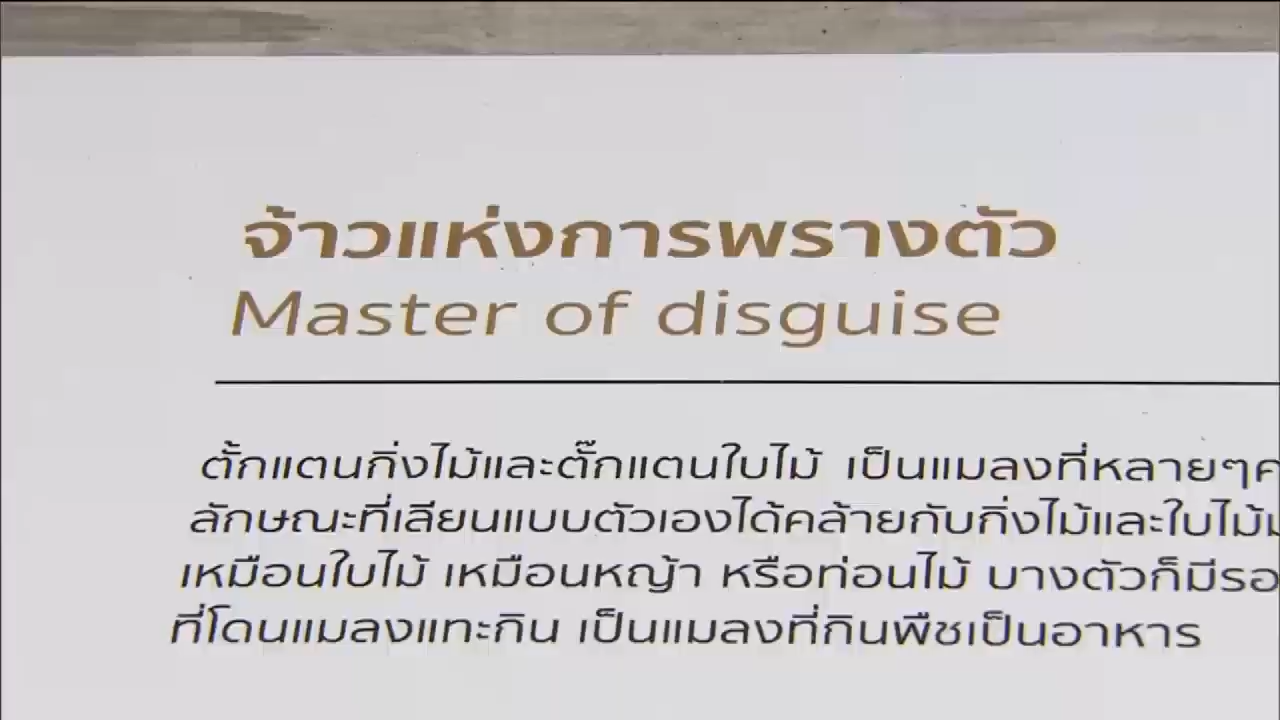 จ้าวแห่งการพรางตัว
Master of disguise
ตั้กแตนกิ่งไม้และตั๊กแตนใบไม้ เป็นแมลงที่หลายๆค
ลักษณะที่เลียนแบบตัวเองได้คล้ายกับกิ่งไม้และใบไม้
เหมือนใบไม้ เหมือนหญ้า หรือท่อนไม้ บางตัวก็มีรอ
ที่โดนแมลงแทะกิน เป็นแมลงที่กินพืชเป็นอาหาร